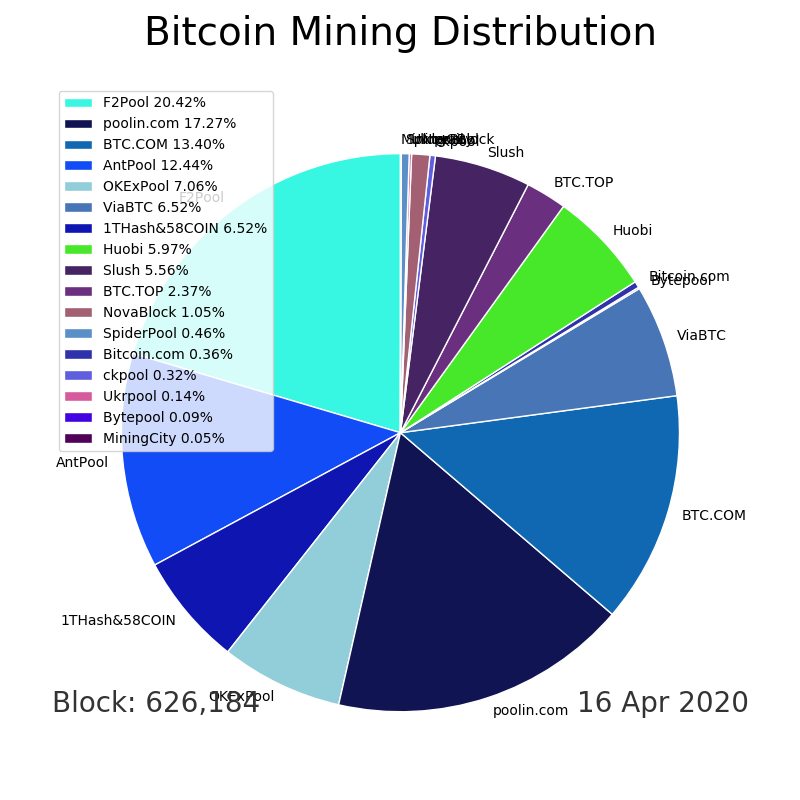 Bitcoin Mining Distribution
F2Pool 20.42%
poolin.com 17.27%
BTC.COM 13.40%
AntPool 12.44%
OKExPool 7.06%
ViaBTC 6.52%
1THash&58COIN 6.52%
Huobi 5.97%
Slush 5.56%
BTC.TOP 2.37%
NovaBlock 1.05%
SpiderPool 0.46%
Bitcoin.com 0.36%
ckpool 0.32%
Ukrpool 0.14%
Bytepool 0.09%
MiningCity 0.05%
F2Pool
Slush
BTC.TOP
Huobi
Bitcoin.com
Bytepool
ViaBTC
BTC.COM
poolin.com
OKExPool
1THash&58COIN
AntPool
Block: 626,184
16 Apr 2020